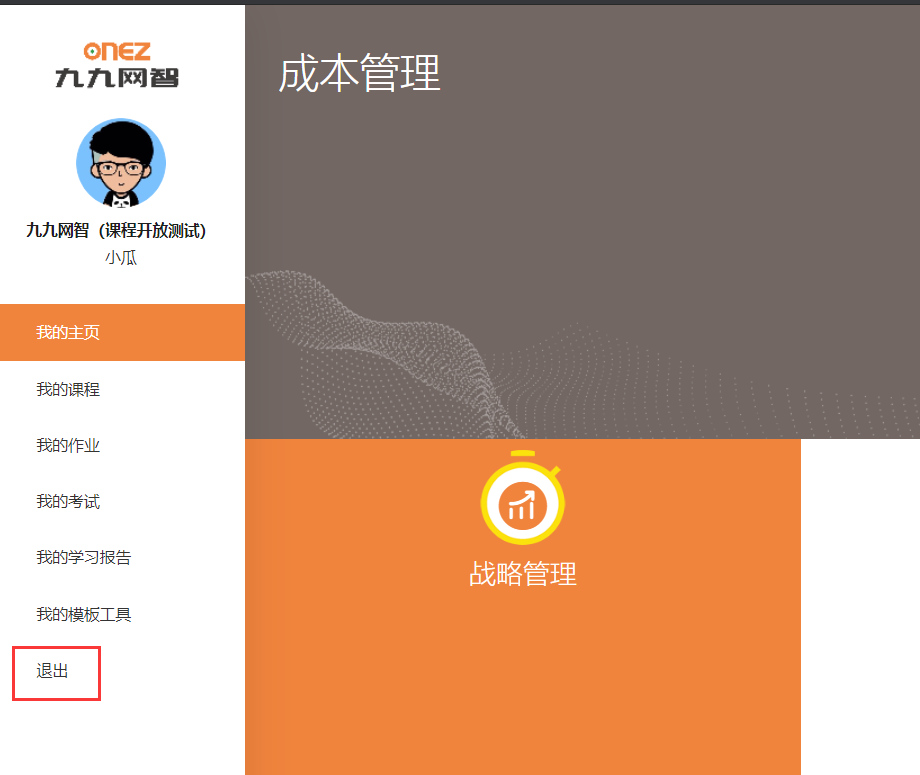 ONEZ
九九网智
九九网智（课程开放测试）
小瓜
我的主页
我的课程
我的作业
我的考试
我的学习报告
我的模板工具
退出
成本管理
战略管理